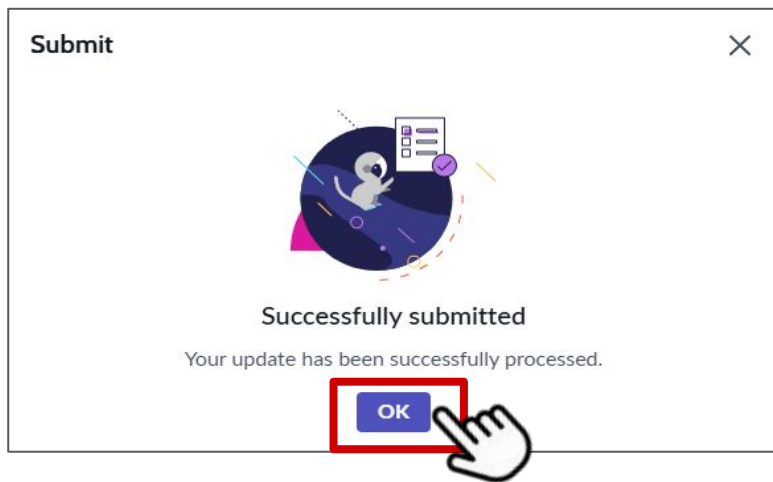 Submit
Successfully submitted
Your update has been successfully processed.
OK